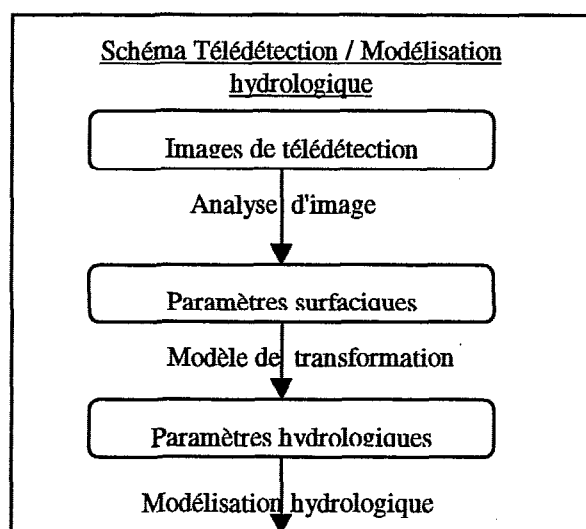 Schéma Télédétection / Modélisation
hydrologique
Images de télédétection
Analyse d'image
Paramètres surfaciques
Modèle de transformation
Paramètres hydrologiques
Modélisation hydrologique